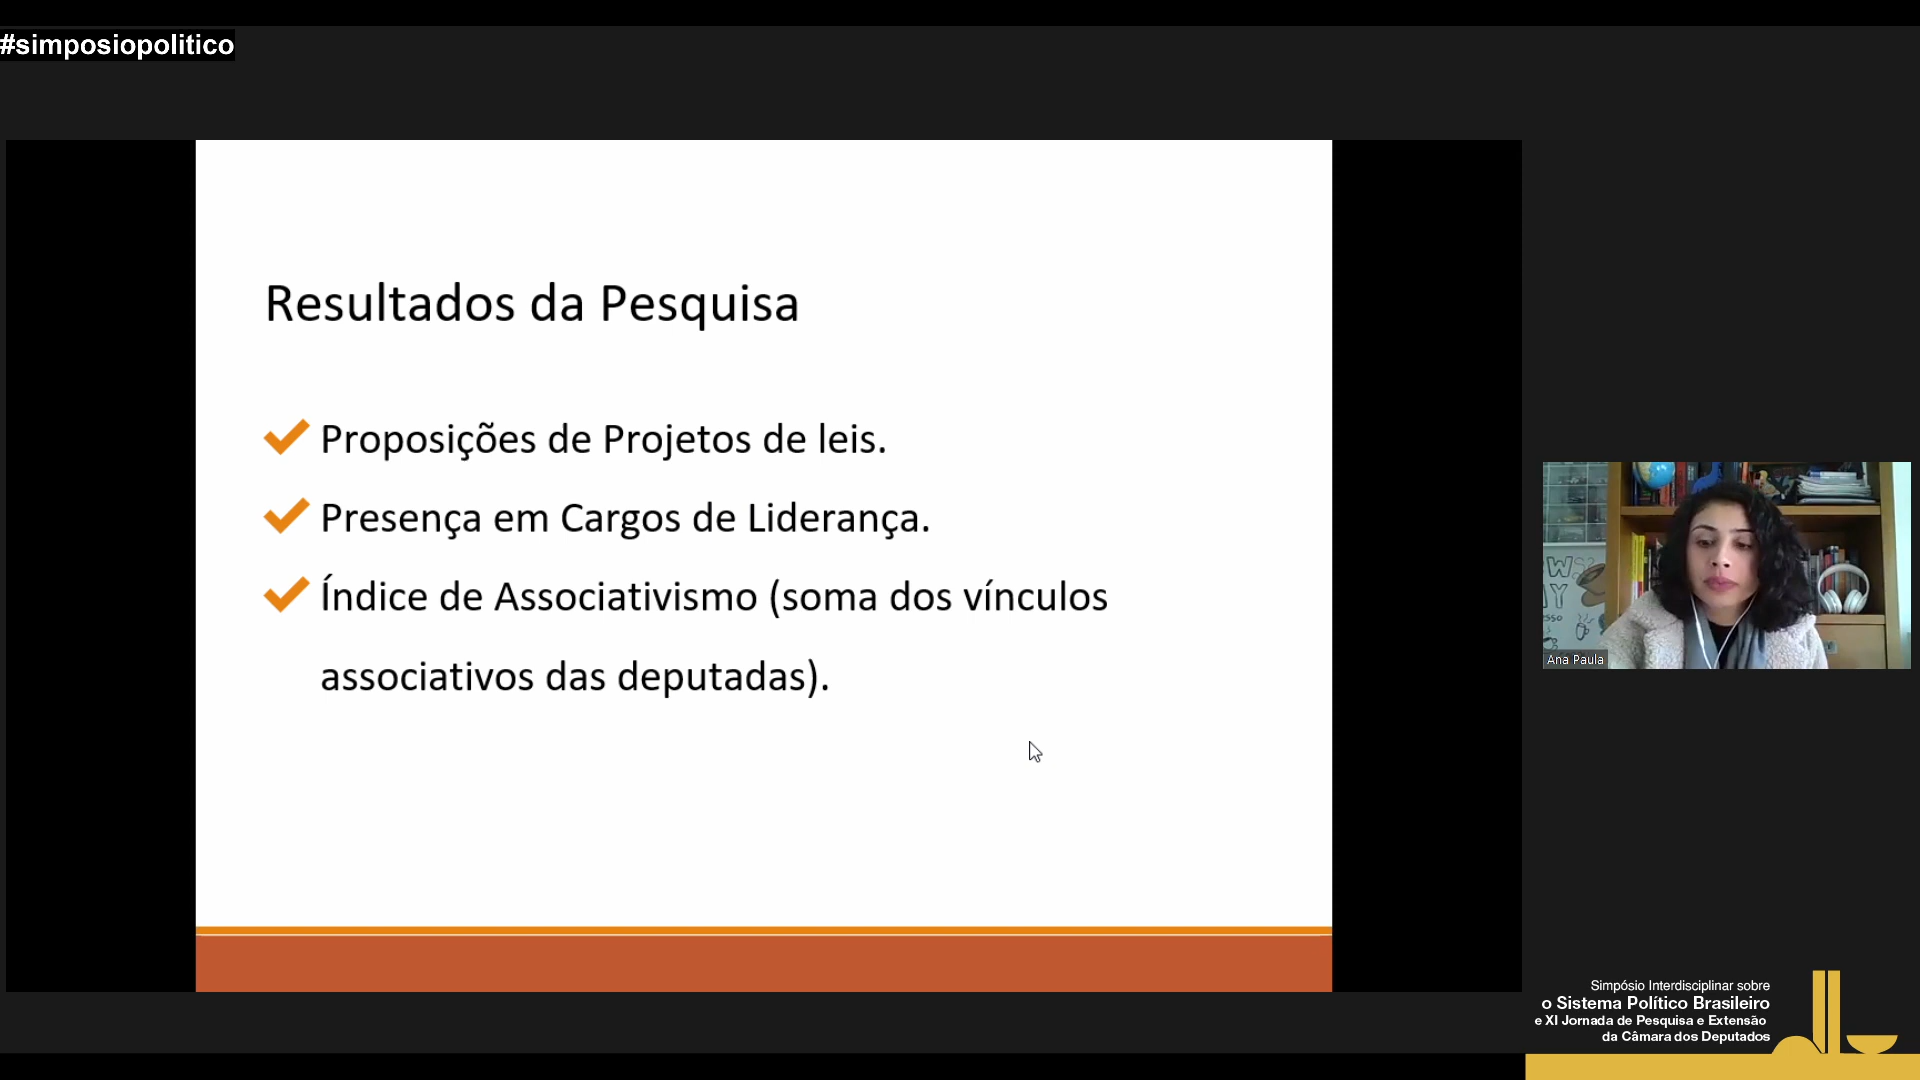 #simposiopolitico
Resultados da Pesquisa
Proposições de Projetos de leis.
Presença em Cargos de Liderança.
Índice de Associativismo (soma dos vínculos
associativos das deputadas).
Ana Paula
Simpósio Interdisciplinar sobre
o Sistema Político Brasileiro
e XI Jornada de Pesquisa e Extensão
da Câmara dos Deputados